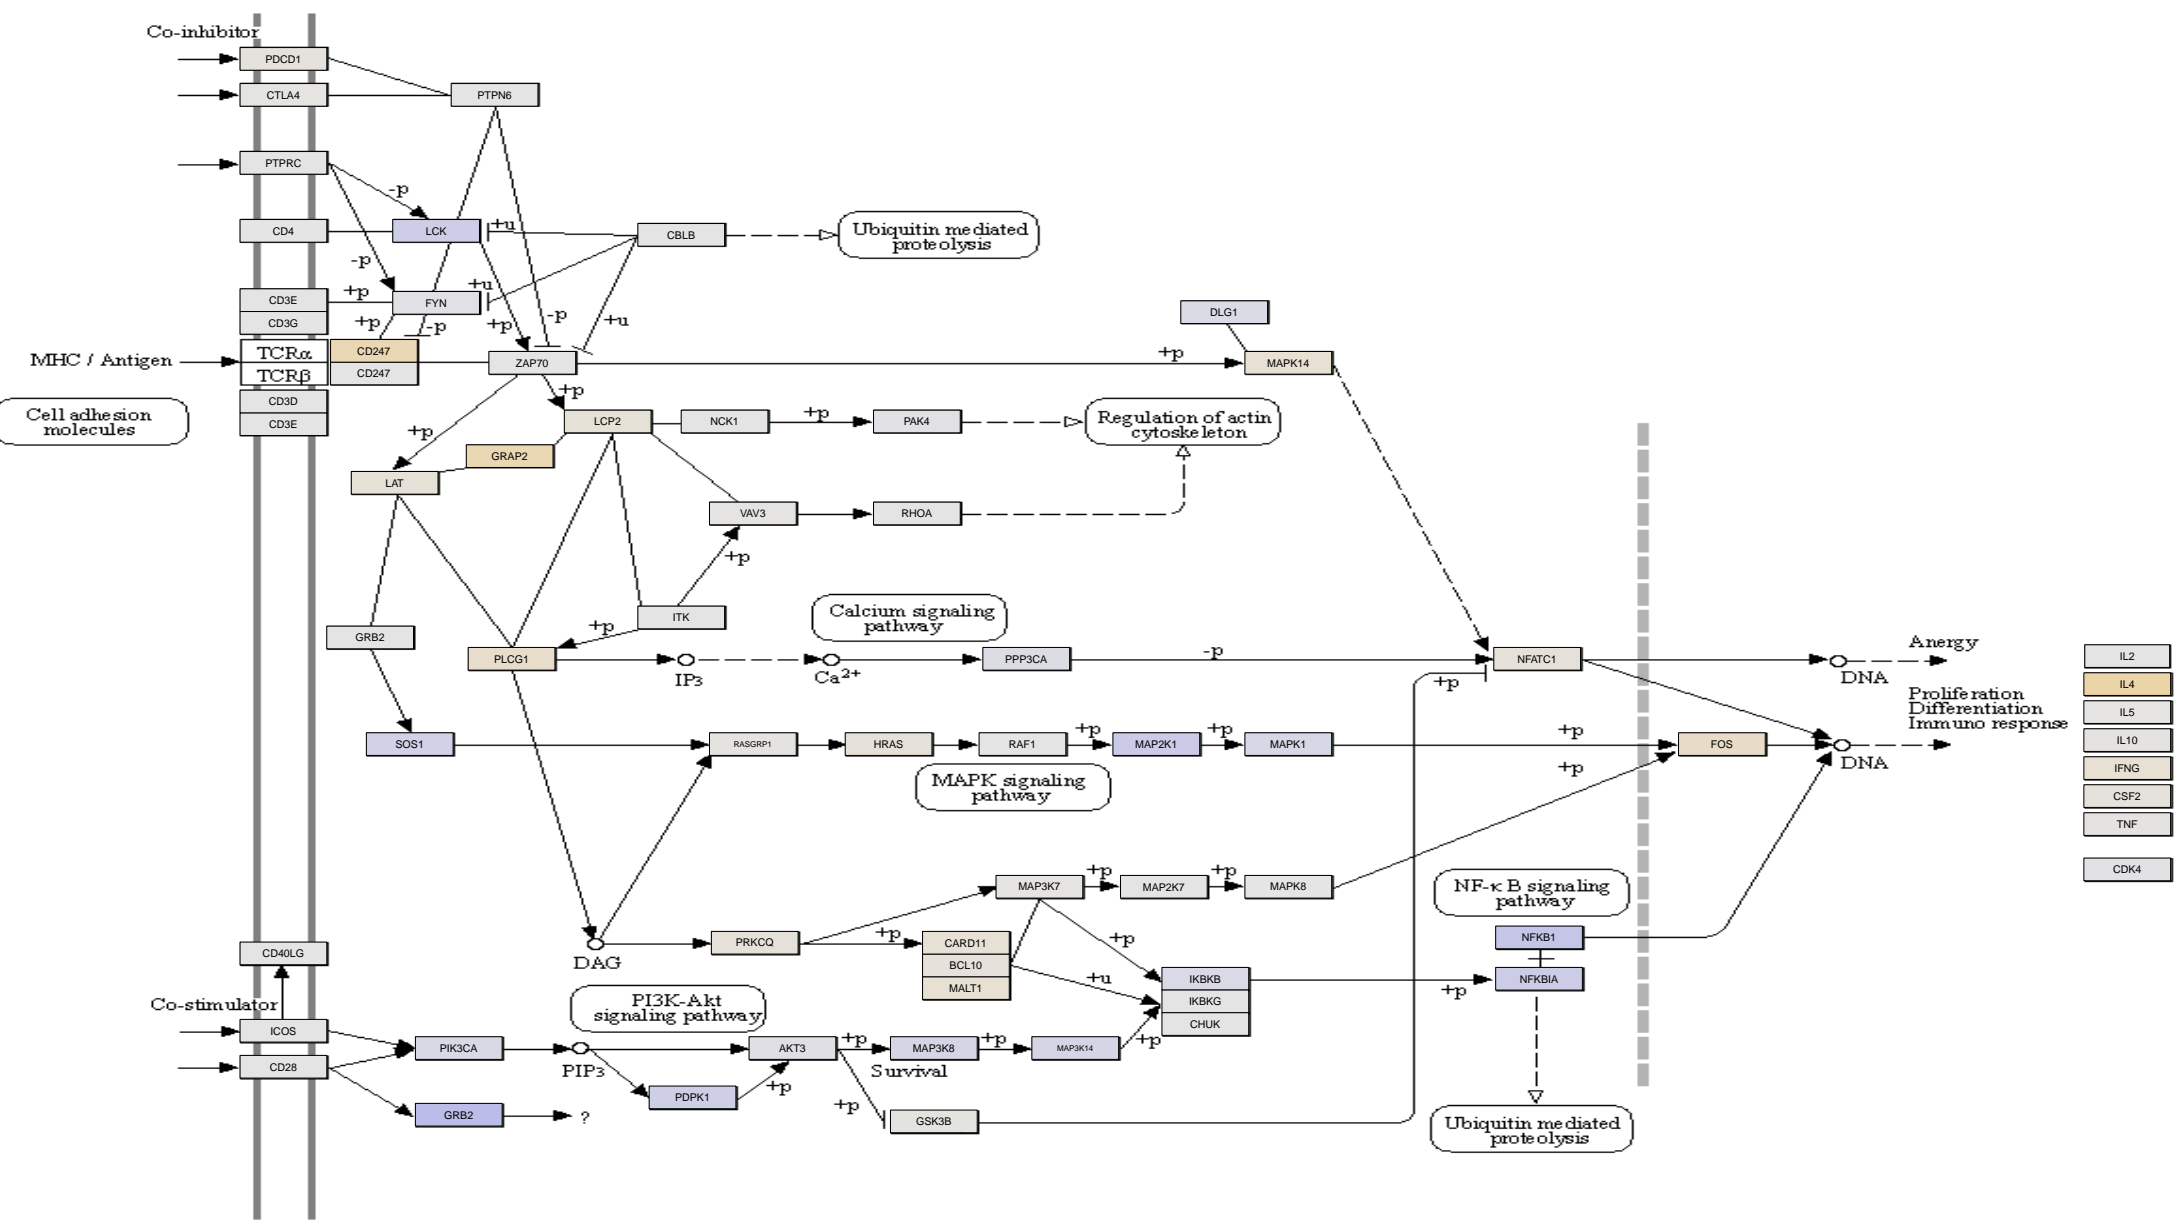 Co-inhibitor
PDCD1
CTLA4
PTPN6
PTPRC
-p
CD4
LCK
+u
CBLB
Ubiquitin mediated
proteolysis
-p
+u
CD3E
+p
FYN
CD3G
+p
-p
+p
-p
+u
DLG1
MHC / Antigen
TCRα
CD247
TCRβ
CD247
ZAP70
+p
MAPK14
+p
CD3D
CD3E
Cell adhesion
molecules
LCP2
NCK1
+p
PAK4
Regulation of actin
cytoskeleton
+p
GRAP2
LAT
VAV3
RHOA
+p
ITK
Calcium signaling
pathway
GRB2
+p
PLCG1
IP3
Ca2+
PPP3CA
-p
NFATC1
+p
DNA
Anergy
Proliferation
Differentiation
Immuno response
IL2
IL4
IL5
IL10
IFNG
CSF2
TNF
CDK4
SOS1
RASGRP1
HRAS
RAF1
+p
MAP2K1
+p
MAPK1
+p
FOS
DNA
+p
MAPK signaling
pathway
MAP3K7
+p
MAP2K7
+p
MAPK8
NF-κ B signaling
pathway
CD40LG
DAG
PRKCQ
+p
CARD11
BCL10
MALT1
+p
+u
IKBKB
IKBKG
CHUK
+p
NFKB1
NFKBIA
Co-stimulator
PI3K-Akt
signaling pathway
ICOS
CD28
PIK3CA
PIP3
AKT3
+p
MAP3K8
+p
MAP3K14
+p
Survival
PDPK1
+p
+p
GRB2
?
GSK3B
Ubiquitin mediated
proteolysis